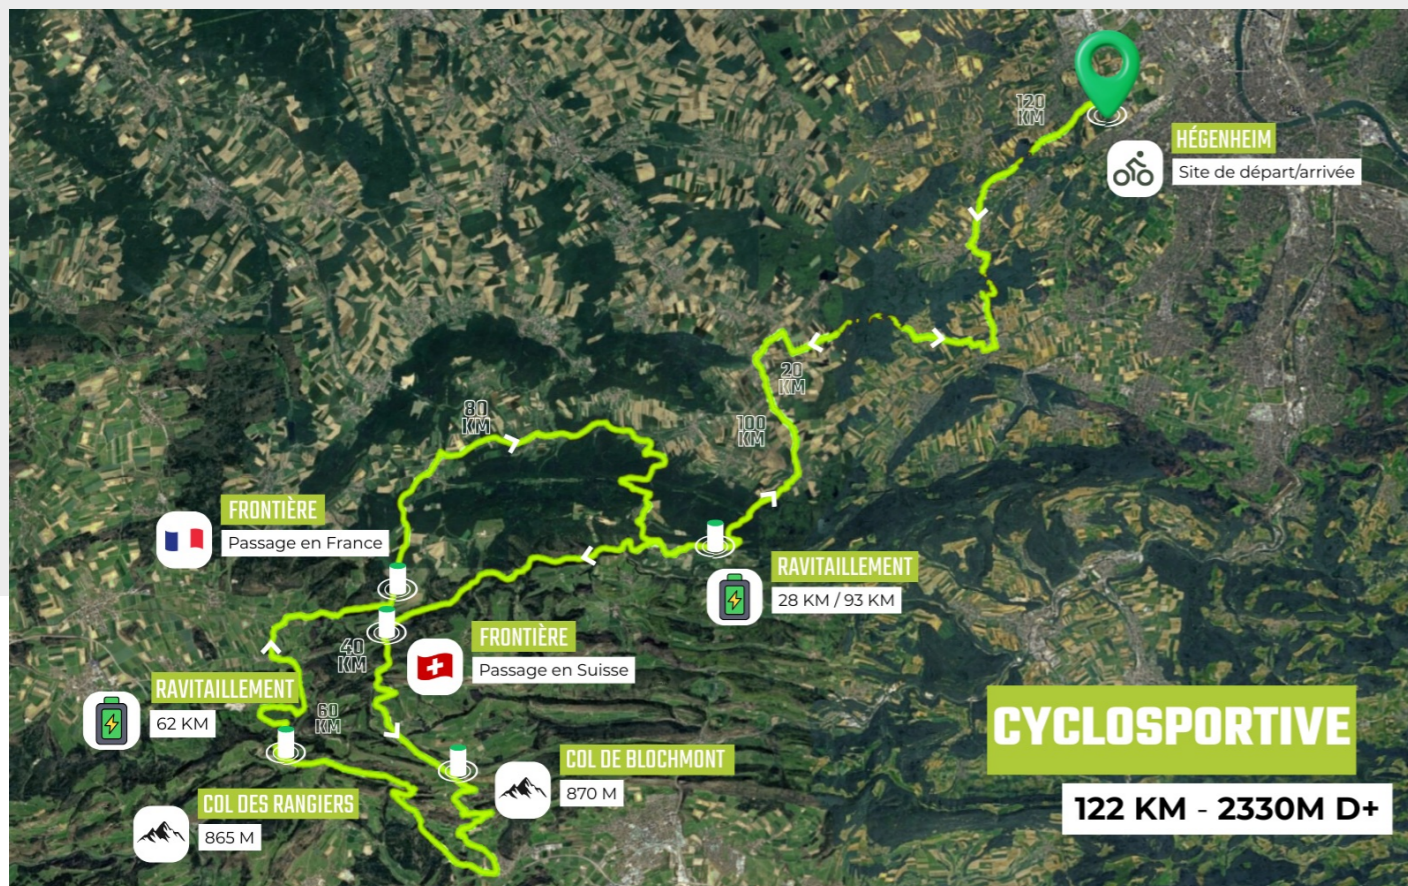 120
KM
HÉGENHEIM
Site de départ/arrivée
20
KM
80
KM
100
KM
FRONTIÈRE
Passage en France
RAVITAILLEMENT
28 KM / 93 KM
40
KM
FRONTIÈRE
Passage en Suisse
RAVITAILLEMENT
62 KM
60
KM
CYCLOSPORTIVE
COL DE BLOCHMONT
870 M
COL DES RANGIERS
865 M
122 KM - 2330M D+